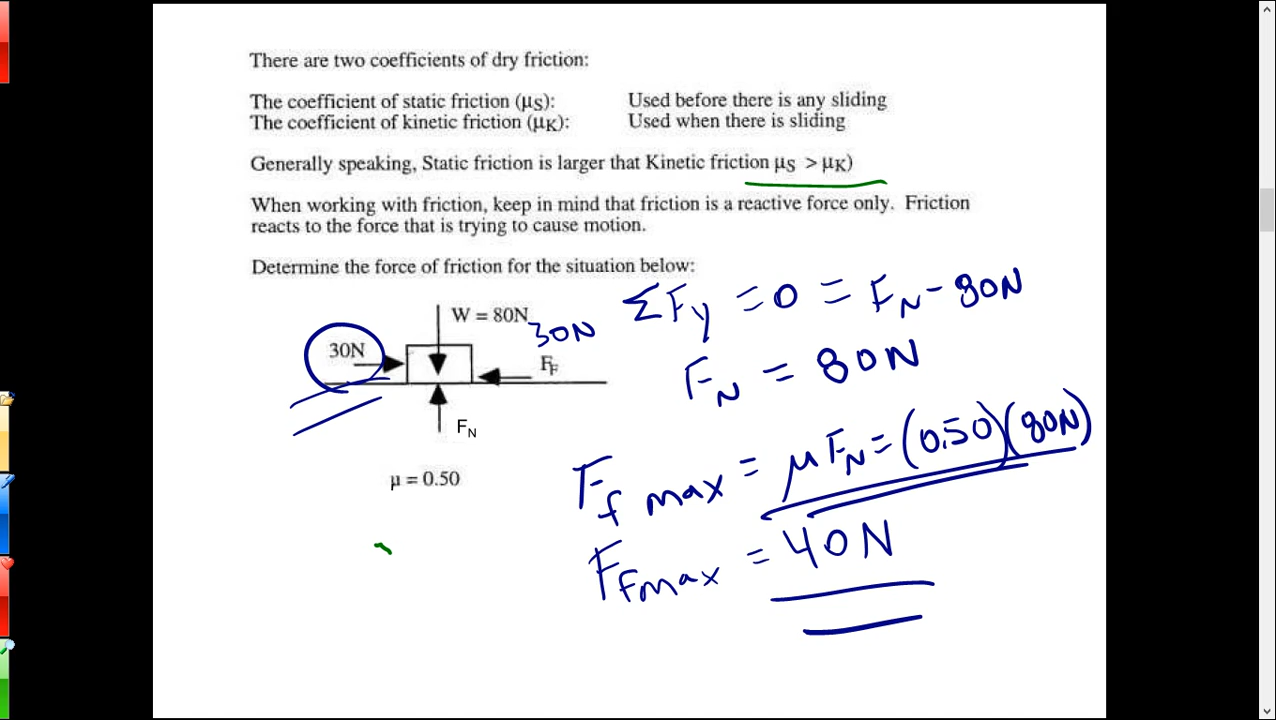 There are two coefficients of dry friction:
The coefficient of static friction (μS): Used before there is any sliding
The coefficient of kinetic friction (μK): Used when there is sliding
Generally speaking, Static friction is larger that Kinetic friction μS > μK)
When working with friction, keep in mind that friction is a reactive force only. Friction
reacts to the force that is trying to cause motion.
Determine the force of friction for the situation below:
W = 80N
30N
30N
FF
FN
μ = 0.50
ΣFy = 0 = FN - 80N
FN = 80N
Ff max = μFN = (0.50)(80N)
Ffmax = 40N